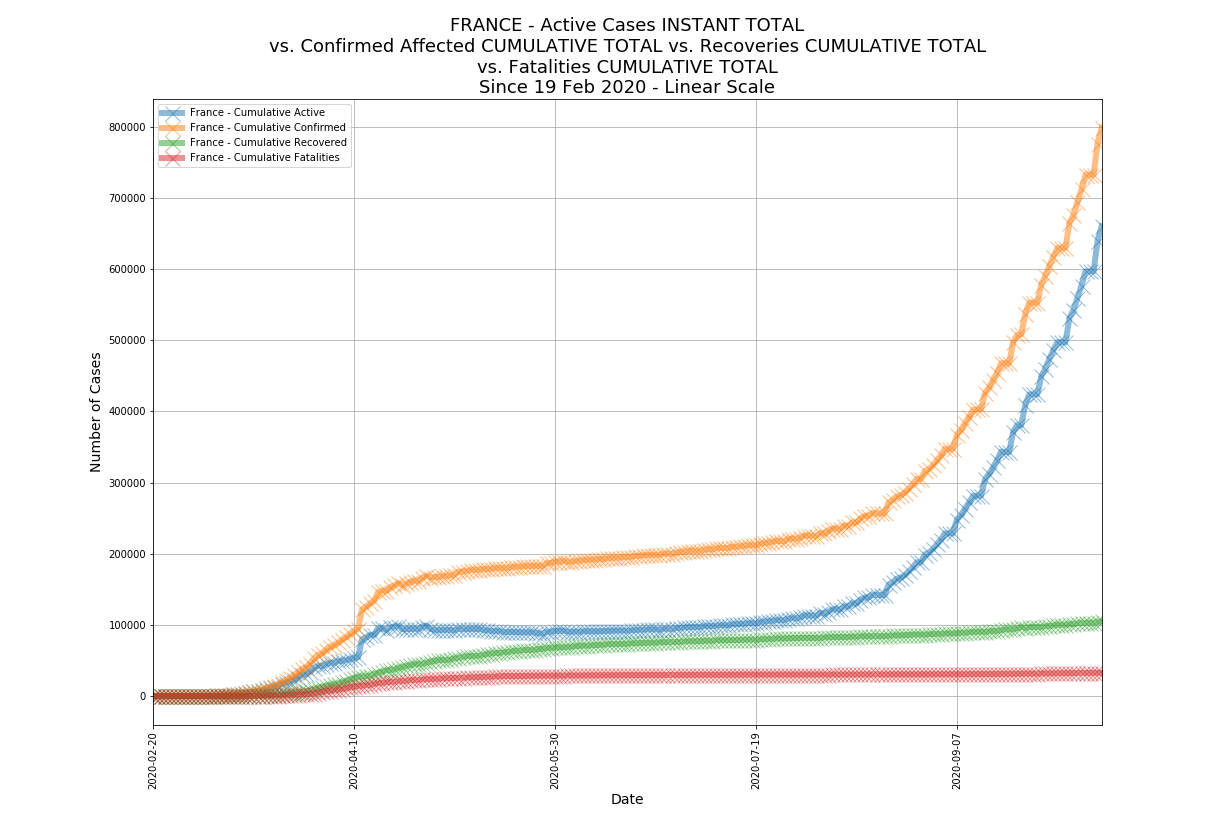 FRANCE - Active Cases INSTANT TOTAL
vs. Confirmed Affected CUMULATIVE TOTAL vs. Recoveries CUMULATIVE TOTAL
vs. Fatalities CUMULATIVE TOTAL
Since 19 Feb 2020 - Linear Scale
France - Cumulative Active
France - Cumulative Confirmed
France - Cumulative Recovered
France - Cumulative Fatalities
800000
700000
600000
500000
400000
300000
200000
100000
0
Number of Cases
2020-02-20
2020-04-10
2020-05-30
2020-07-19
2020-09-07
Date